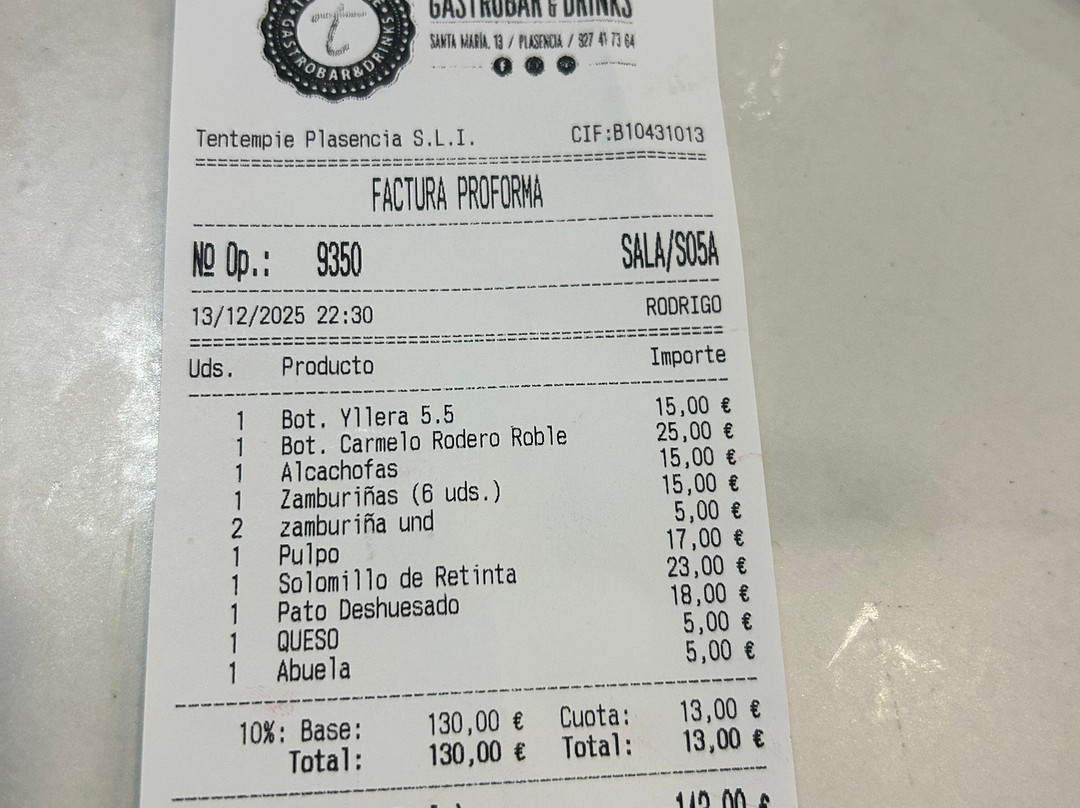 GASTROBAR & DRINKS
GASTROBAR&DRINKS
SANTA MARÍA, 13 / PLASENCIA / 927 41 73 64
Tentempie Plasencia S.L.I. CIF:B10431013
FACTURA PROFORMA
Nº Op.: 9350 SALA/S05A
13/12/2025 22:30 RODRIGO
Uds. Producto Importe
1 Bot. Yllera 5.5 15,00 €
1 Bot. Carmelo Rodero Roble 25,00 €
1 Alcachofas 15,00 €
1 Zamburiñas (6 uds.) 15,00 €
2 zamburiña und 5,00 €
1 Pulpo 17,00 €
1 Solomillo de Retinta 23,00 €
1 Pato Deshuesado 18,00 €
1 QUESO 5,00 €
1 Abuela 5,00 €
10%: Base: 130,00 € Cuota: 13,00 €
Total: 130,00 € Total: 13,00 €